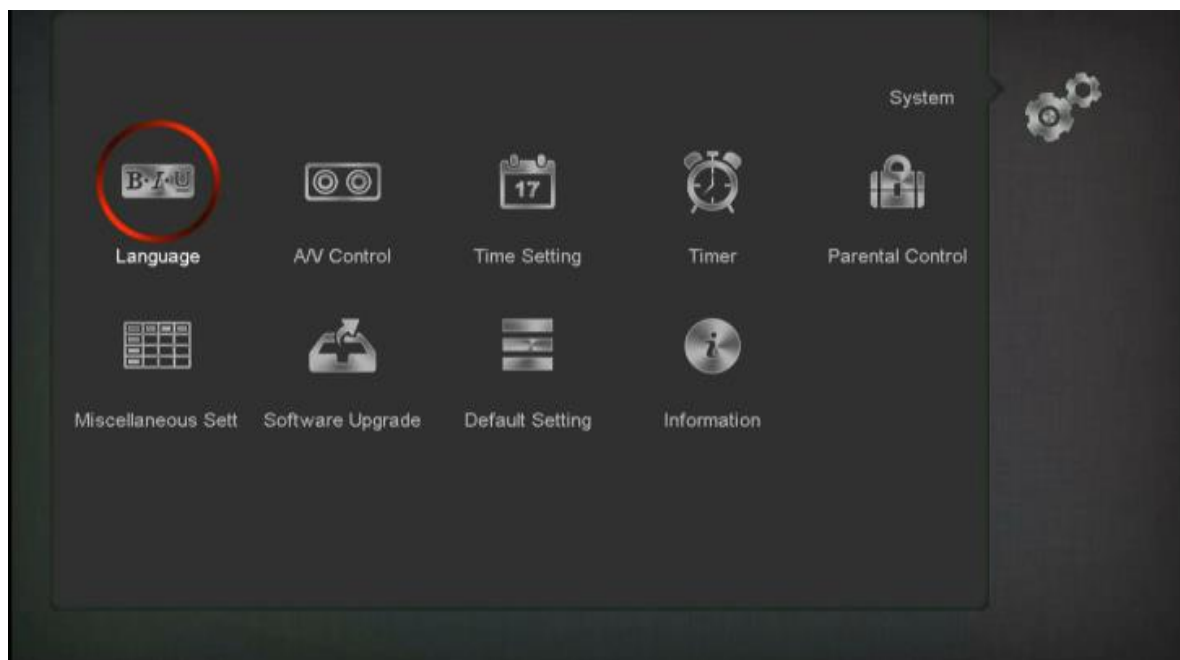 System
B·I·U
17
Language
A/V Control
Time Setting
Timer
Parental Control
i
Miscellaneous Sett
Software Upgrade
Default Setting
Information